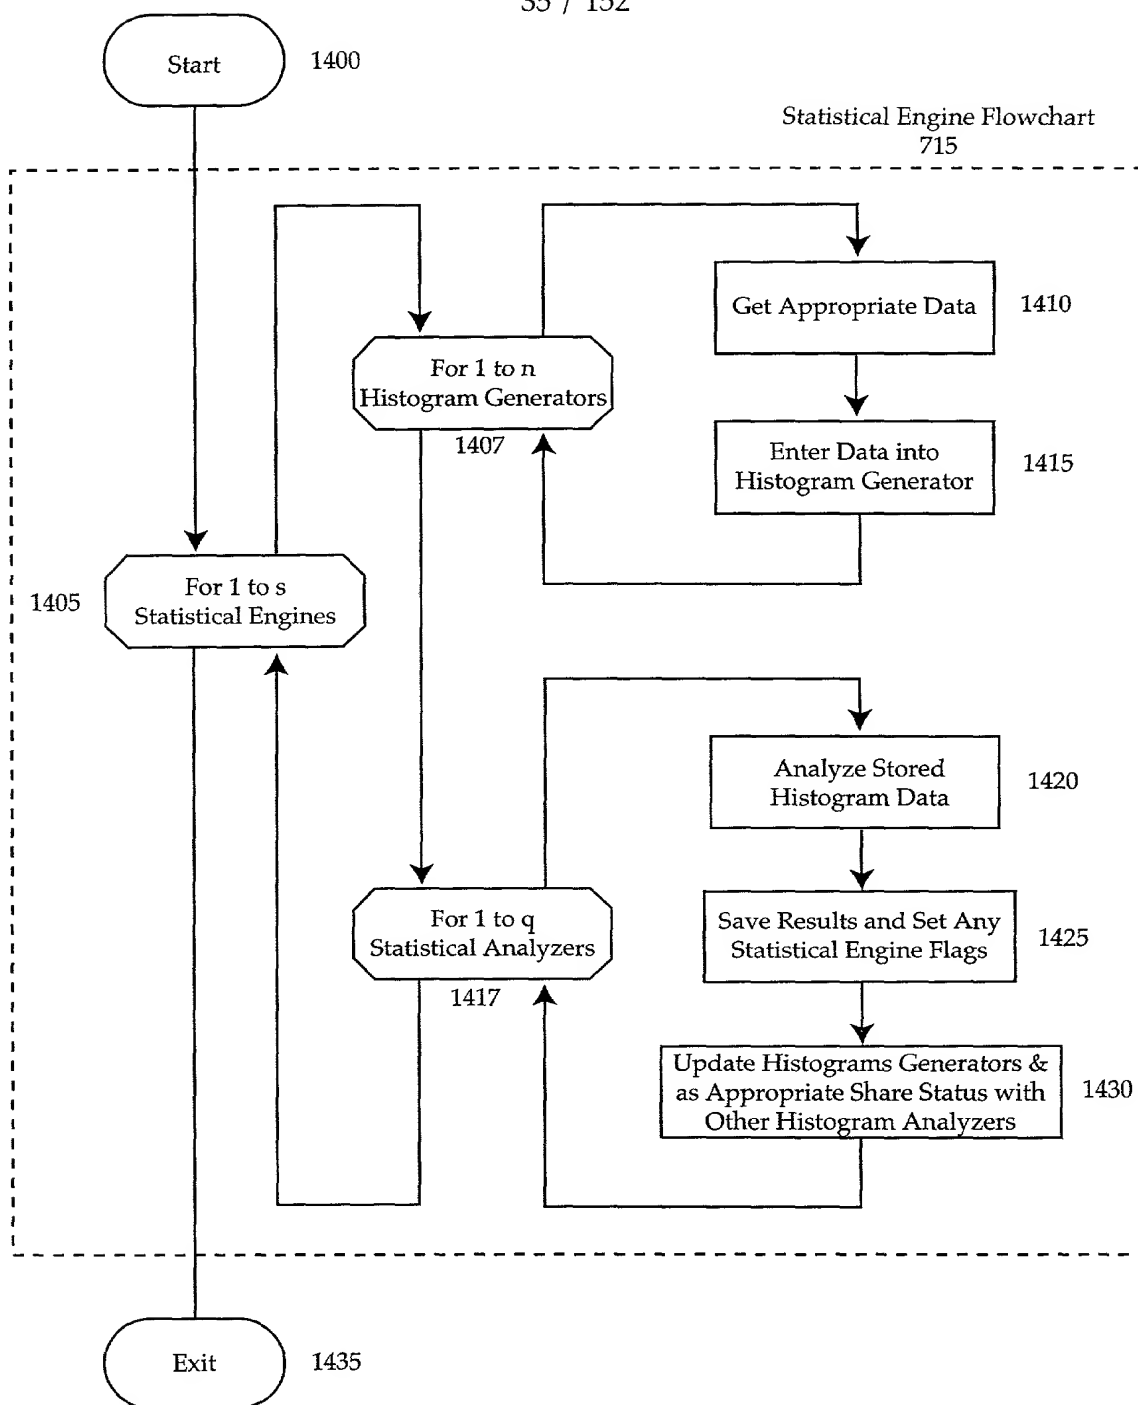 35 / 152
Start
1400
Statistical Engine Flowchart
715
For 1 to n
Histogram Generators
1407
Get Appropriate Data
1410
Enter Data into
Histogram Generator
1415
1405
For 1 to s
Statistical Engines
For 1 to q
Statistical Analyzers
1417
Analyze Stored
Histogram Data
1420
Save Results and Set Any
Statistical Engine Flags
1425
Update Histograms Generators &
as Appropriate Share Status with
Other Histogram Analyzers
1430
Exit
1435